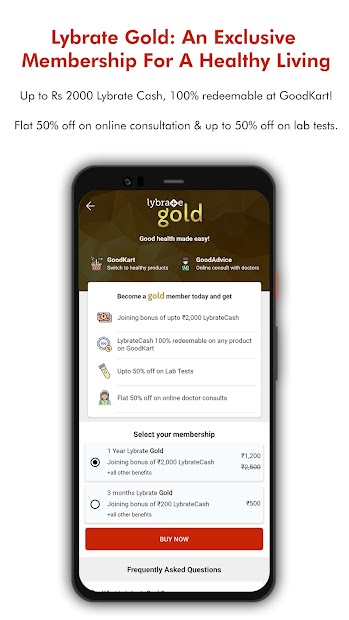 Lybrate Gold: An Exclusive
Membership For A Healthy Living
Up to Rs 2000 Lybrate Cash, 100% redeemable at GoodKart!
Flat 50% off on online consultation & up to 50% off on lab tests.
lybrate
gold
Good health made easy!
GoodKart
Switch to healthy products
GoodAdvice
Online consult with doctors
Become a gold member today and get
Joining bonus of upto ₹2,000 LybrateCash
LybrateCash 100% redeemable on any product
on GoodKart
Upto 50% off on Lab Tests
Flat 50% off on online doctor consults
Select your membership
1 Year Lybrate Gold
₹1,200
Joining bonus of ₹2,000 LybrateCash
₹2,500
+all other benefits
3 months Lybrate Gold
Joining bonus of ₹200 LybrateCash
₹500
+all other benefits
BUY NOW
Frequently Asked Questions